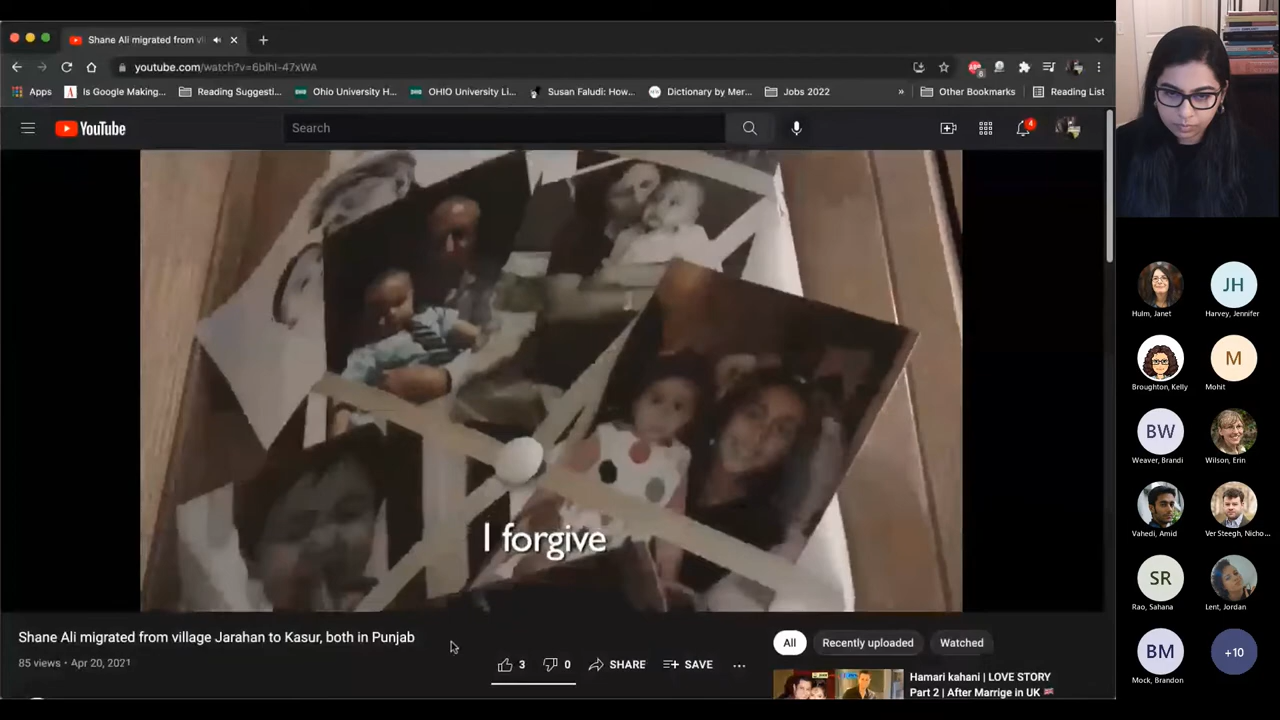 Shane Ali migrated from vi
youtube.com/watch?v=6blhI-47xWA
Apps
Is Google Making...
Reading Suggesti...
Ohio University H...
OHIO University Li...
Susan Faludi: How...
Dictionary by Mer...
Jobs 2022
»
Other Bookmarks
Reading List
YouTube
Search
4
I forgive
Shane Ali migrated from village Jarahan to Kasur, both in Punjab
85 views • Apr 20, 2021
3
0
SHARE
SAVE
...
All
Recently uploaded
Watched
Hamari kahani | LOVE STORY
Part 2 | After Marrige in UK
Hulm, Janet
JH
Harvey, Jennifer
Broughton, Kelly
M
Mohit
BW
Weaver, Brandi
Wilson, Erin
Vahedi, Amid
Ver Steegh, Nicho...
SR
Rao, Sahana
Lent, Jordan
BM
Mock, Brandon
+10